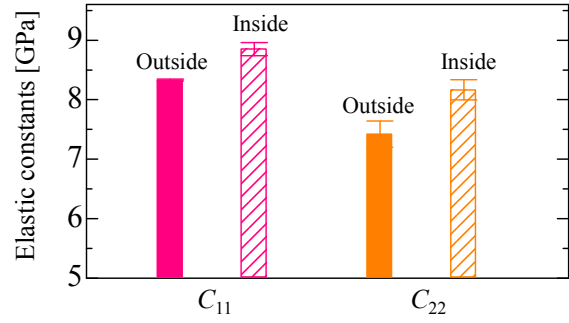 Elastic constants [GPa]
9
8
7
6
5
Outside
Inside
Outside
Inside
C₁₁
C₂₂